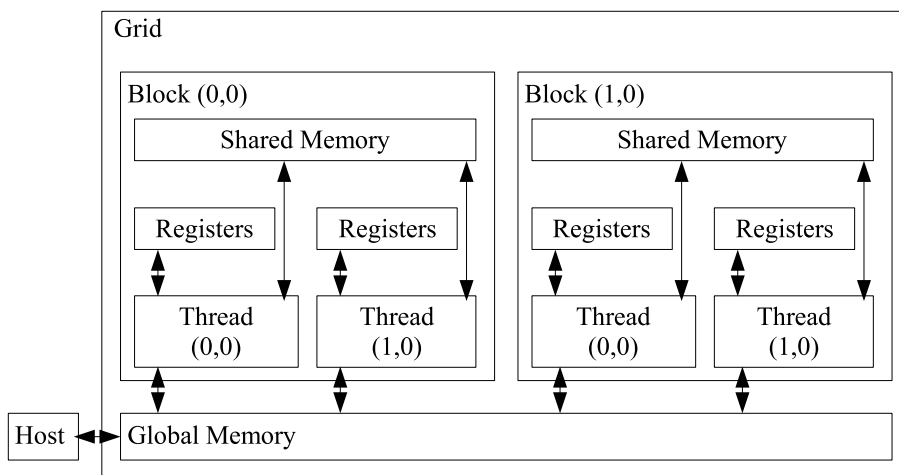 Grid
Block (0,0)
Shared Memory
Registers
Registers
Thread
(0,0)
Thread
(1,0)
Block (1,0)
Shared Memory
Registers
Registers
Thread
(0,0)
Thread
(1,0)
Host
Global Memory